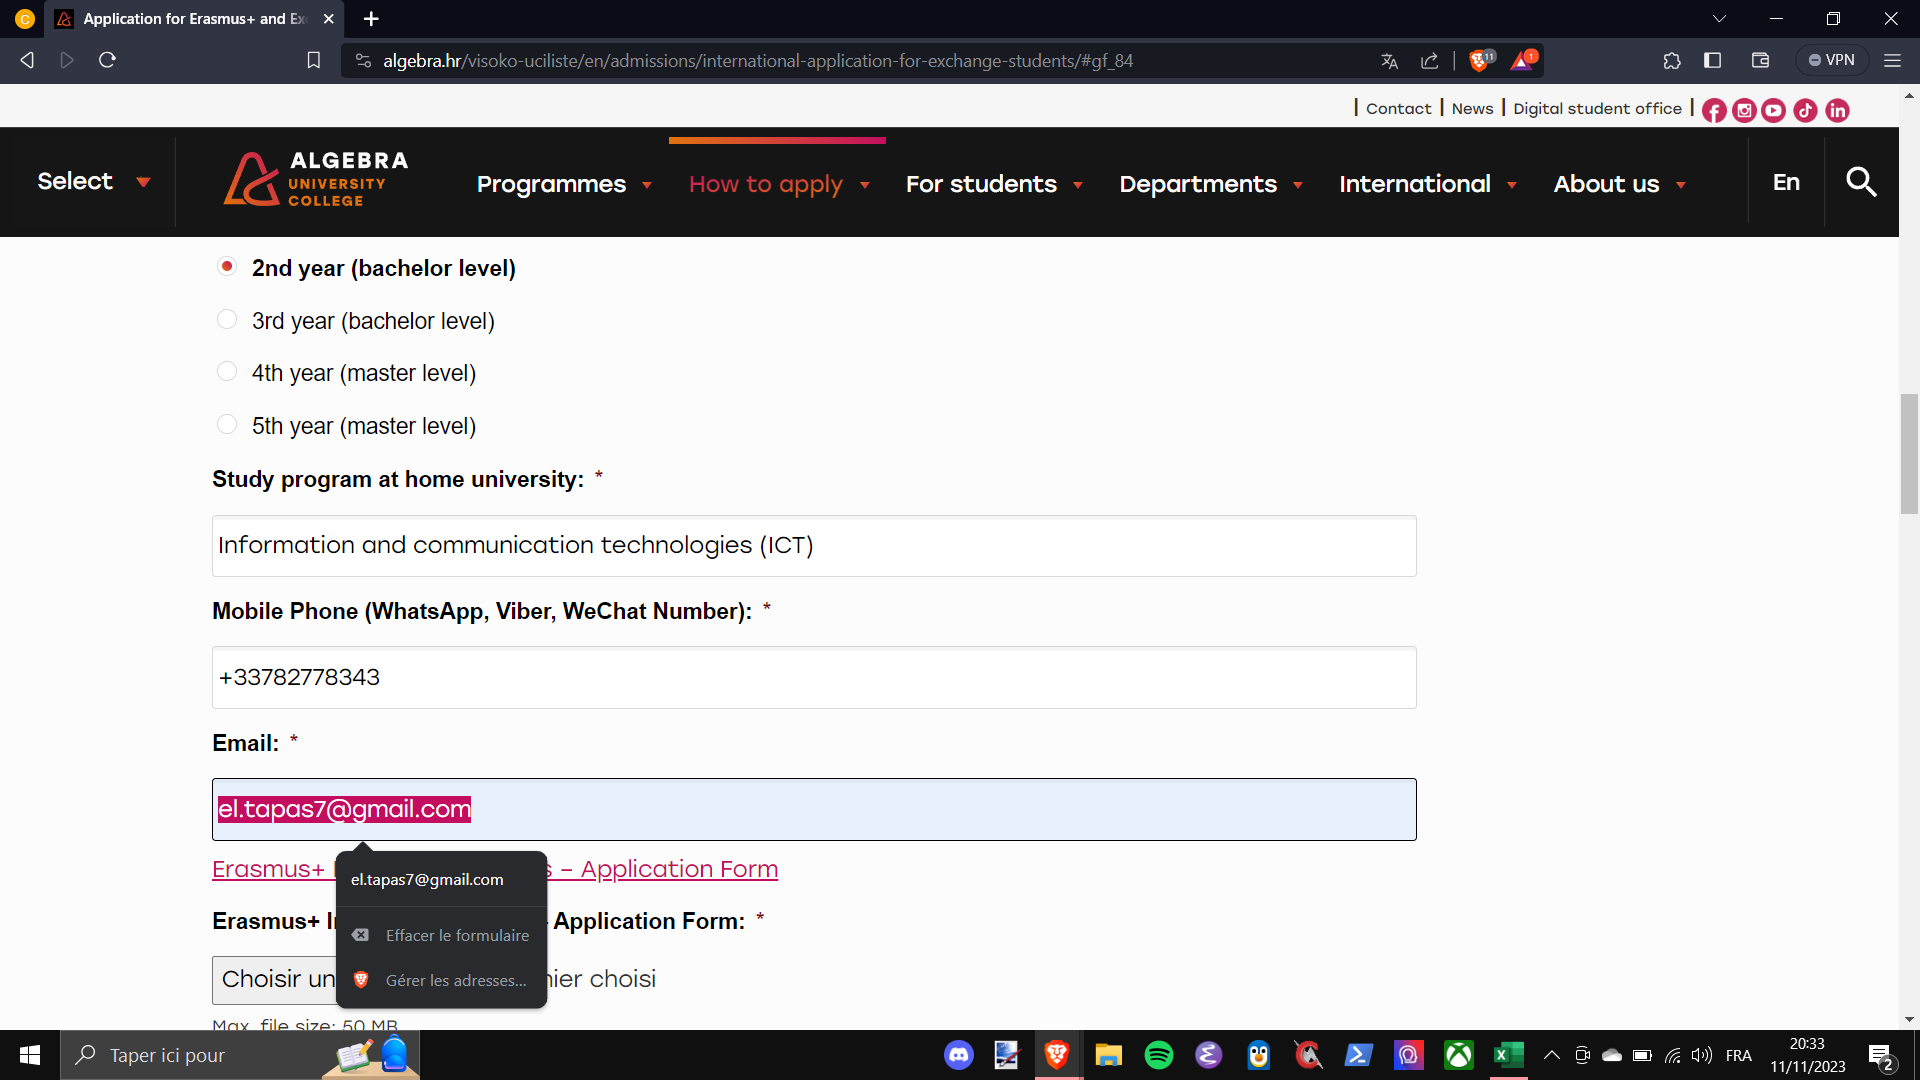 C
Application for Erasmus+ and Ex
algebra.hr/visoko-uciliste/en/admissions/international-application-for-exchange-students/#gf_84
11
1
VPN
Contact
News
Digital student office
Select
ALGEBRA
UNIVERSITY
COLLEGE
Programmes
How to apply
For students
Departments
International
About us
En
2nd year (bachelor level)
3rd year (bachelor level)
4th year (master level)
5th year (master level)
Study program at home university: *
Information and communication technologies (ICT)
Mobile Phone (WhatsApp, Viber, WeChat Number): *
+33782778343
Email: *
el.tapas7@gmail.com
Erasmus+ – Application Form
el.tapas7@gmail.com
Erasmus+ Application Form: *
Effacer le formulaire
Choisir un choisi
Gérer les adresses...
Max. file size: 50 MB
Taper ici pour
FRA
20:33
11/11/2023
2